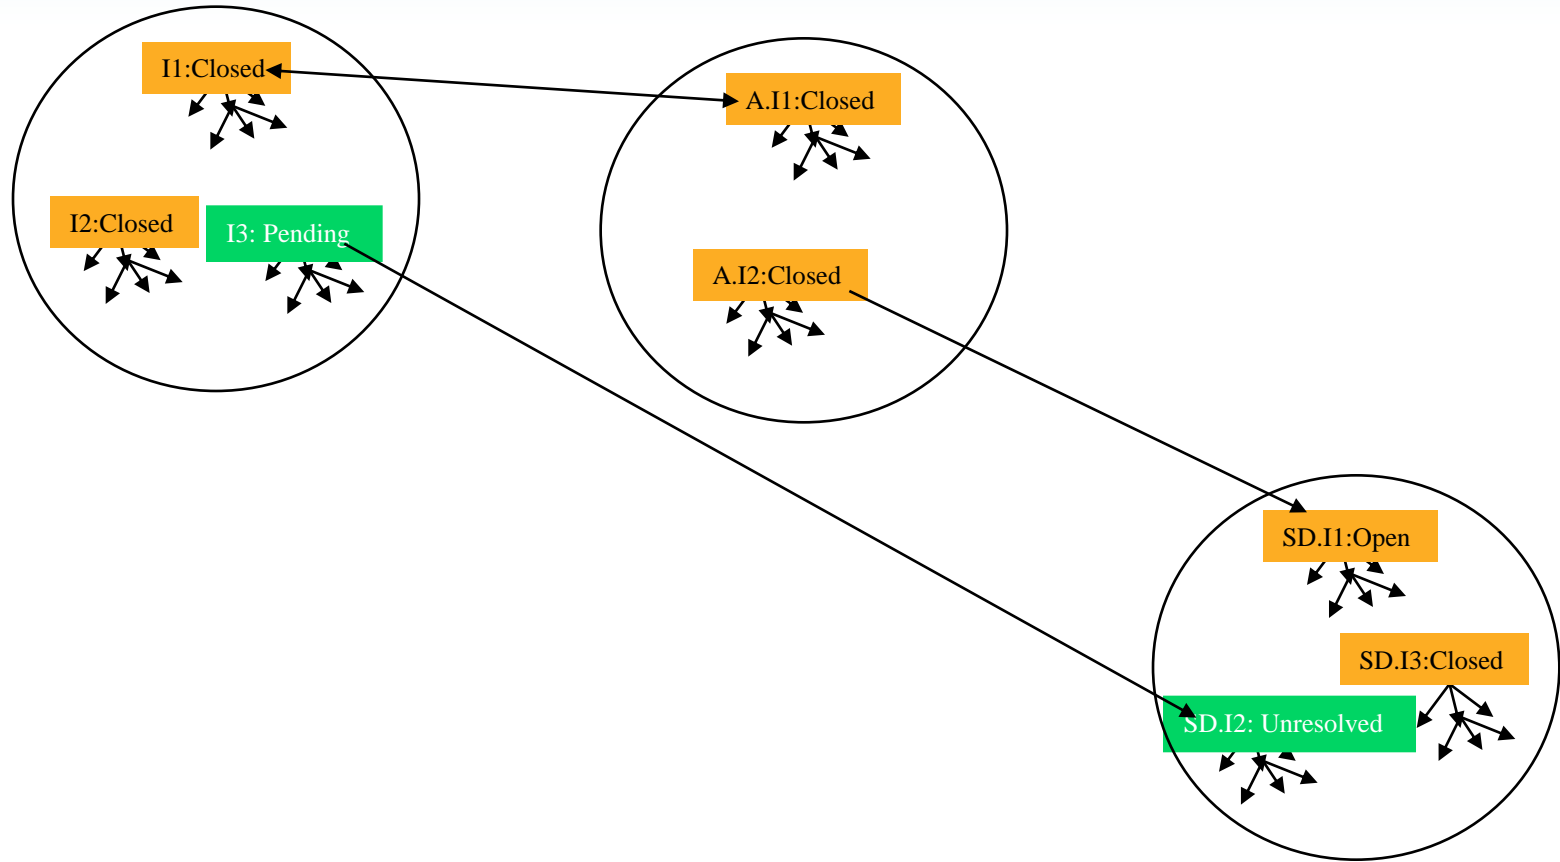 I1:Closed
I2:Closed
I3: Pending
A.I1:Closed
A.I2:Closed
SD.I1:Open
SD.I3:Closed
SD.I2: Unresolved